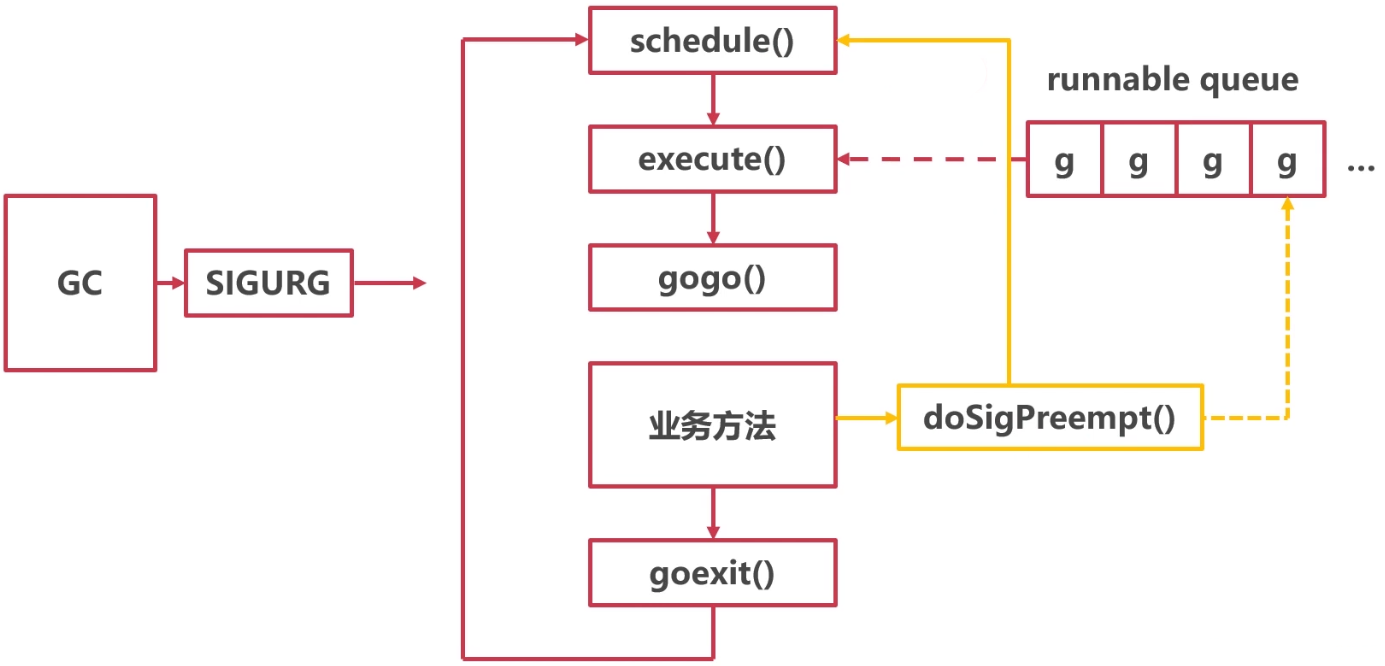 schedule()
runnable queue
execute()
g g g g ...
GC
SIGURG
gogo()
业务方法
doSigPreempt()
goexit()